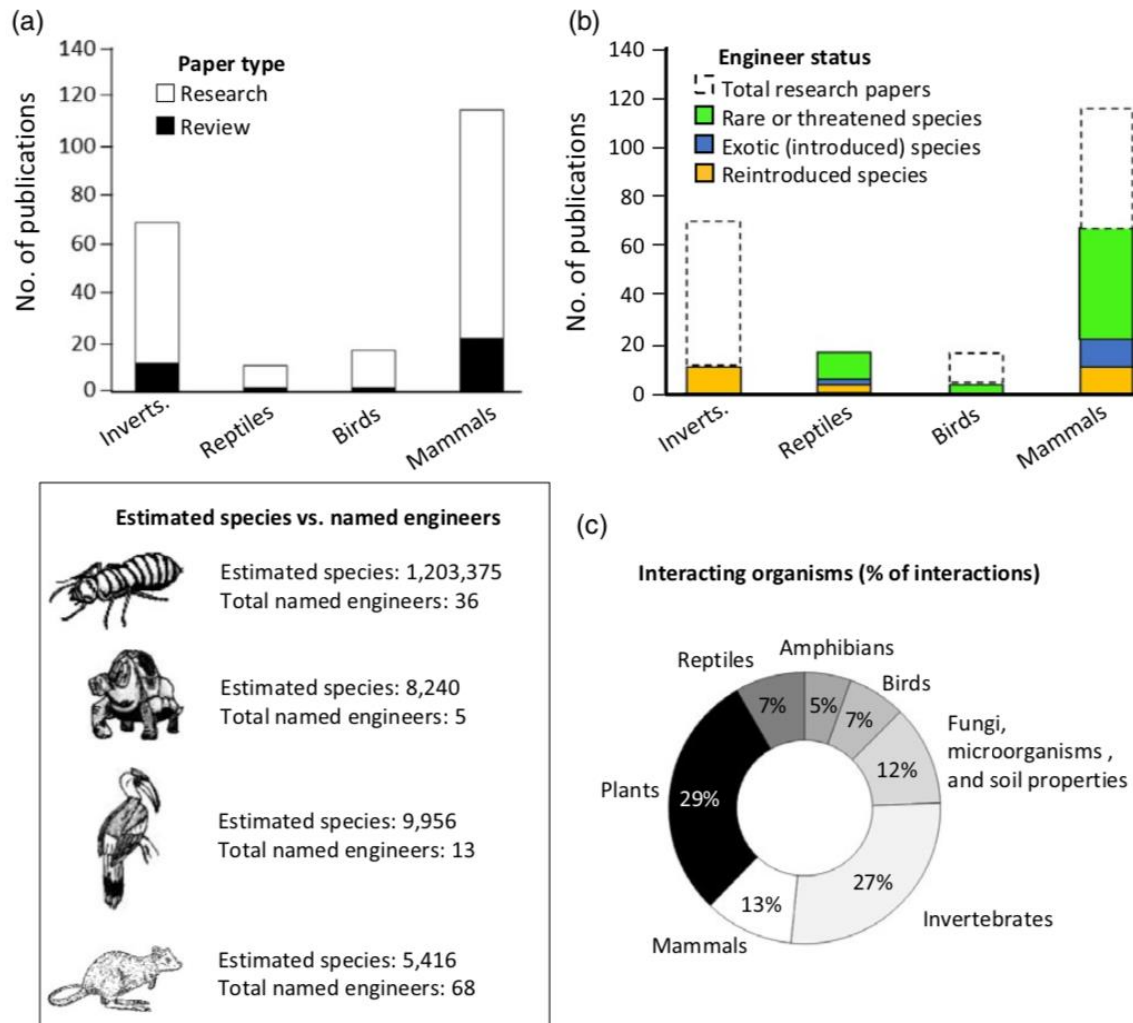 (a)
140
120
100
80
60
40
20
0
No. of publications
Paper type
Research
Review
Inverts.
Reptiles
Birds
Mammals
(b)
140
120
100
80
60
40
20
0
No. of publications
Engineer status
Total research papers
Rare or threatened species
Exotic (introduced) species
Reintroduced species
Inverts.
Reptiles
Birds
Mammals
Estimated species vs. named engineers
Estimated species: 1,203,375
Total named engineers: 36
Estimated species: 8,240
Total named engineers: 5
Estimated species: 9,956
Total named engineers: 13
Estimated species: 5,416
Total named engineers: 68
(c)
Interacting organisms (% of interactions)
Amphibians
5%
Birds
7%
Fungi,
microorganisms ,
and soil properties
12%
Invertebrates
27%
Mammals
13%
Plants
29%
Reptiles
7%